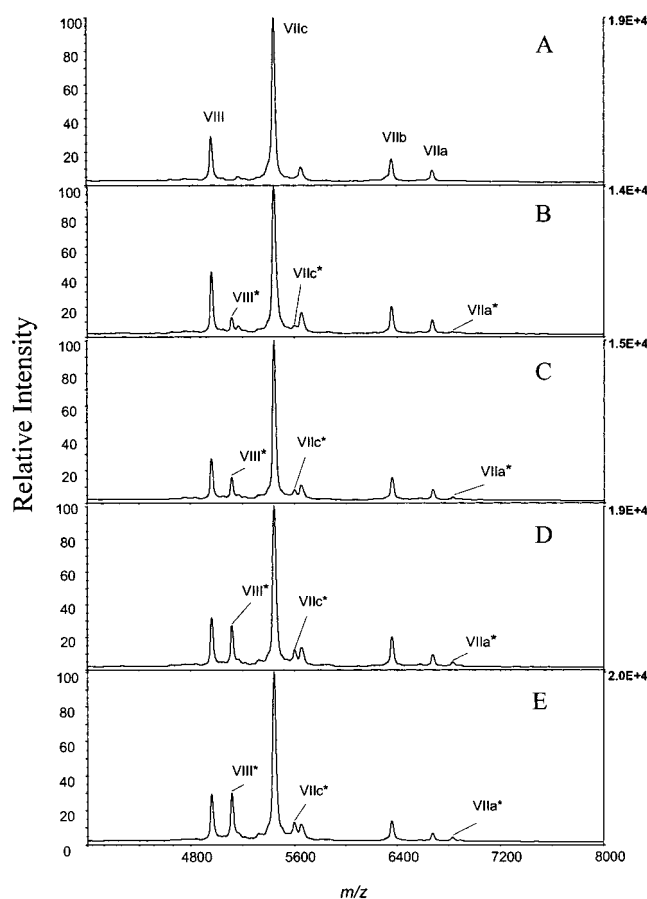 Relative Intensity
100
80
60
40
20
VIII
VIIc
VIIb
VIIa
A
1.9E+4
100
80
60
40
20
VIII*
VIIc*
VIIa*
B
1.4E+4
100
80
60
40
20
VIII*
VIIc*
VIIa*
C
1.5E+4
100
80
60
40
20
VIII*
VIIc*
VIIa*
D
1.9E+4
100
80
60
40
20
0
VIII*
VIIc*
VIIa*
E
2.0E+4
4800
5600
6400
7200
8000
m/z